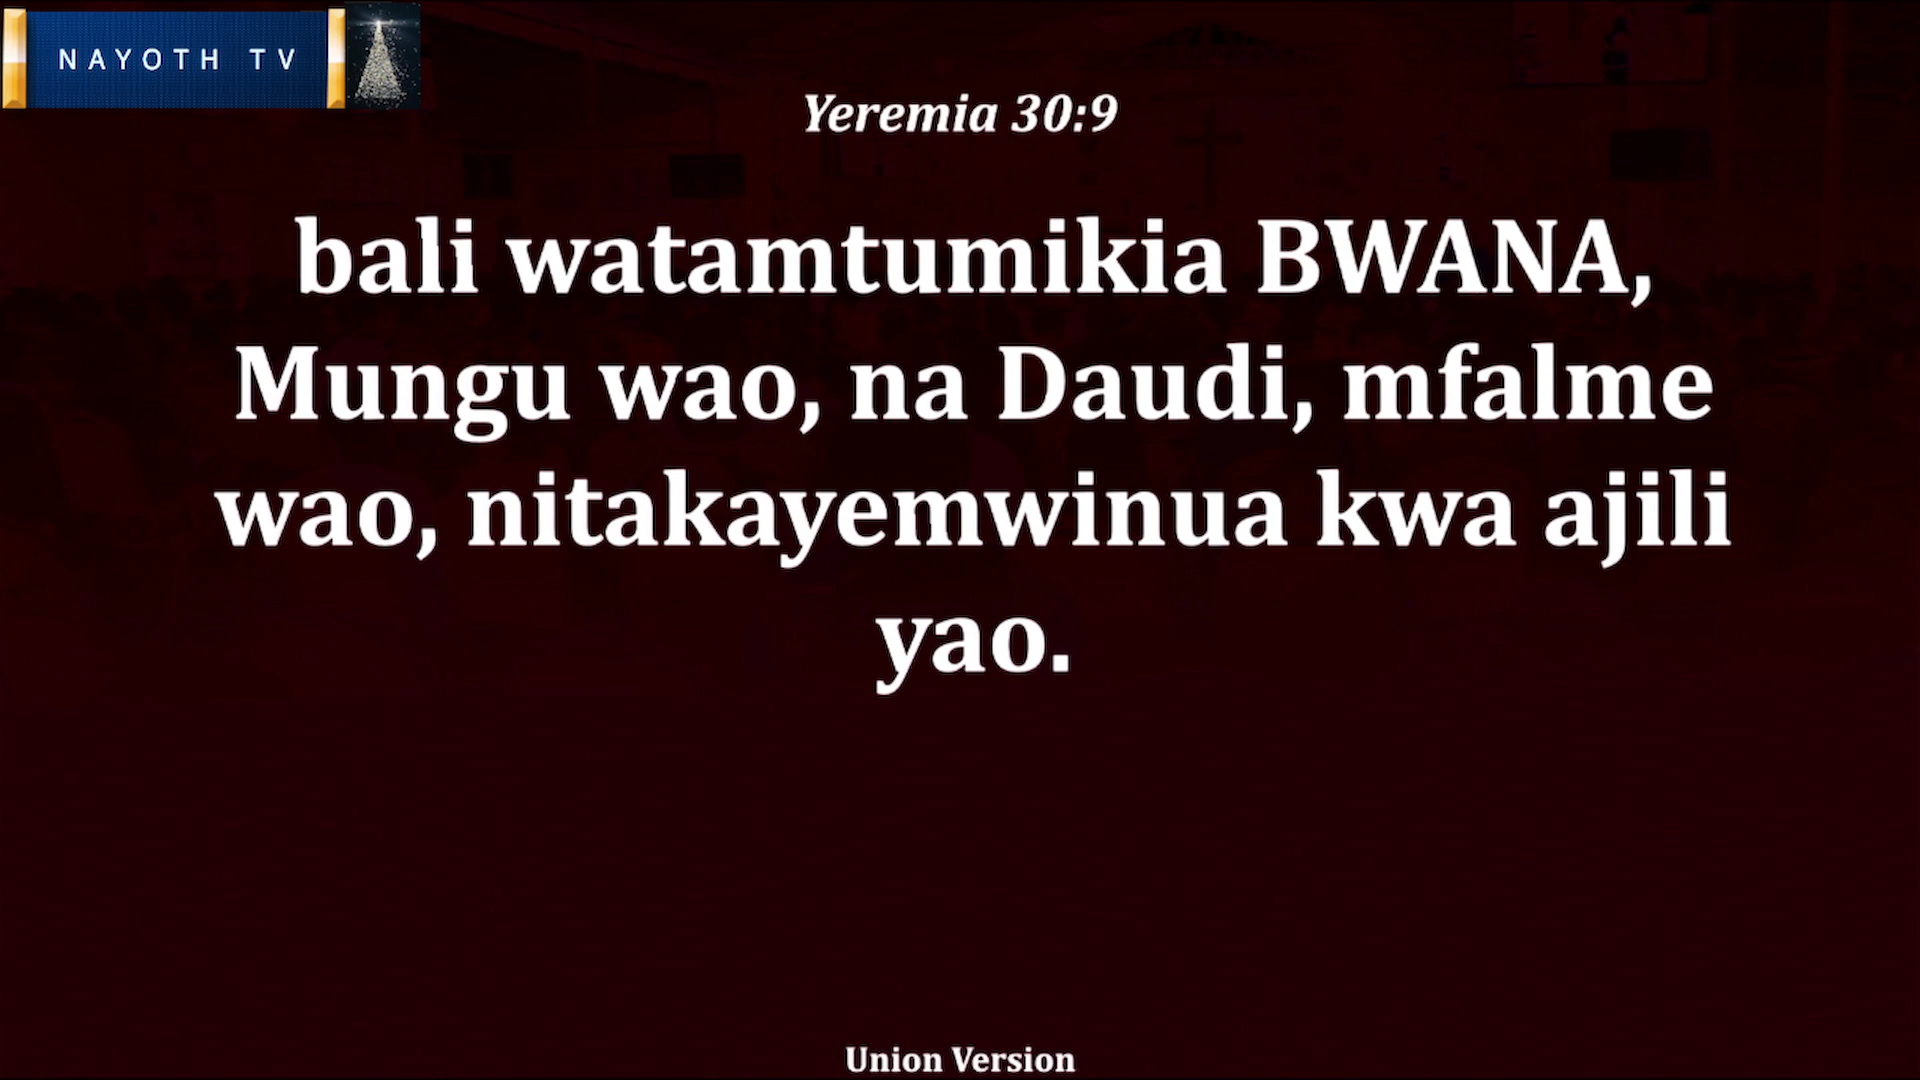 NAYOTH TV
Yeremia 30:9
bali watamtumikia BWANA,
Mungu wao, na Daudi, mfalme
wao, nitakayemwinua kwa ajili
yao.
Union Version